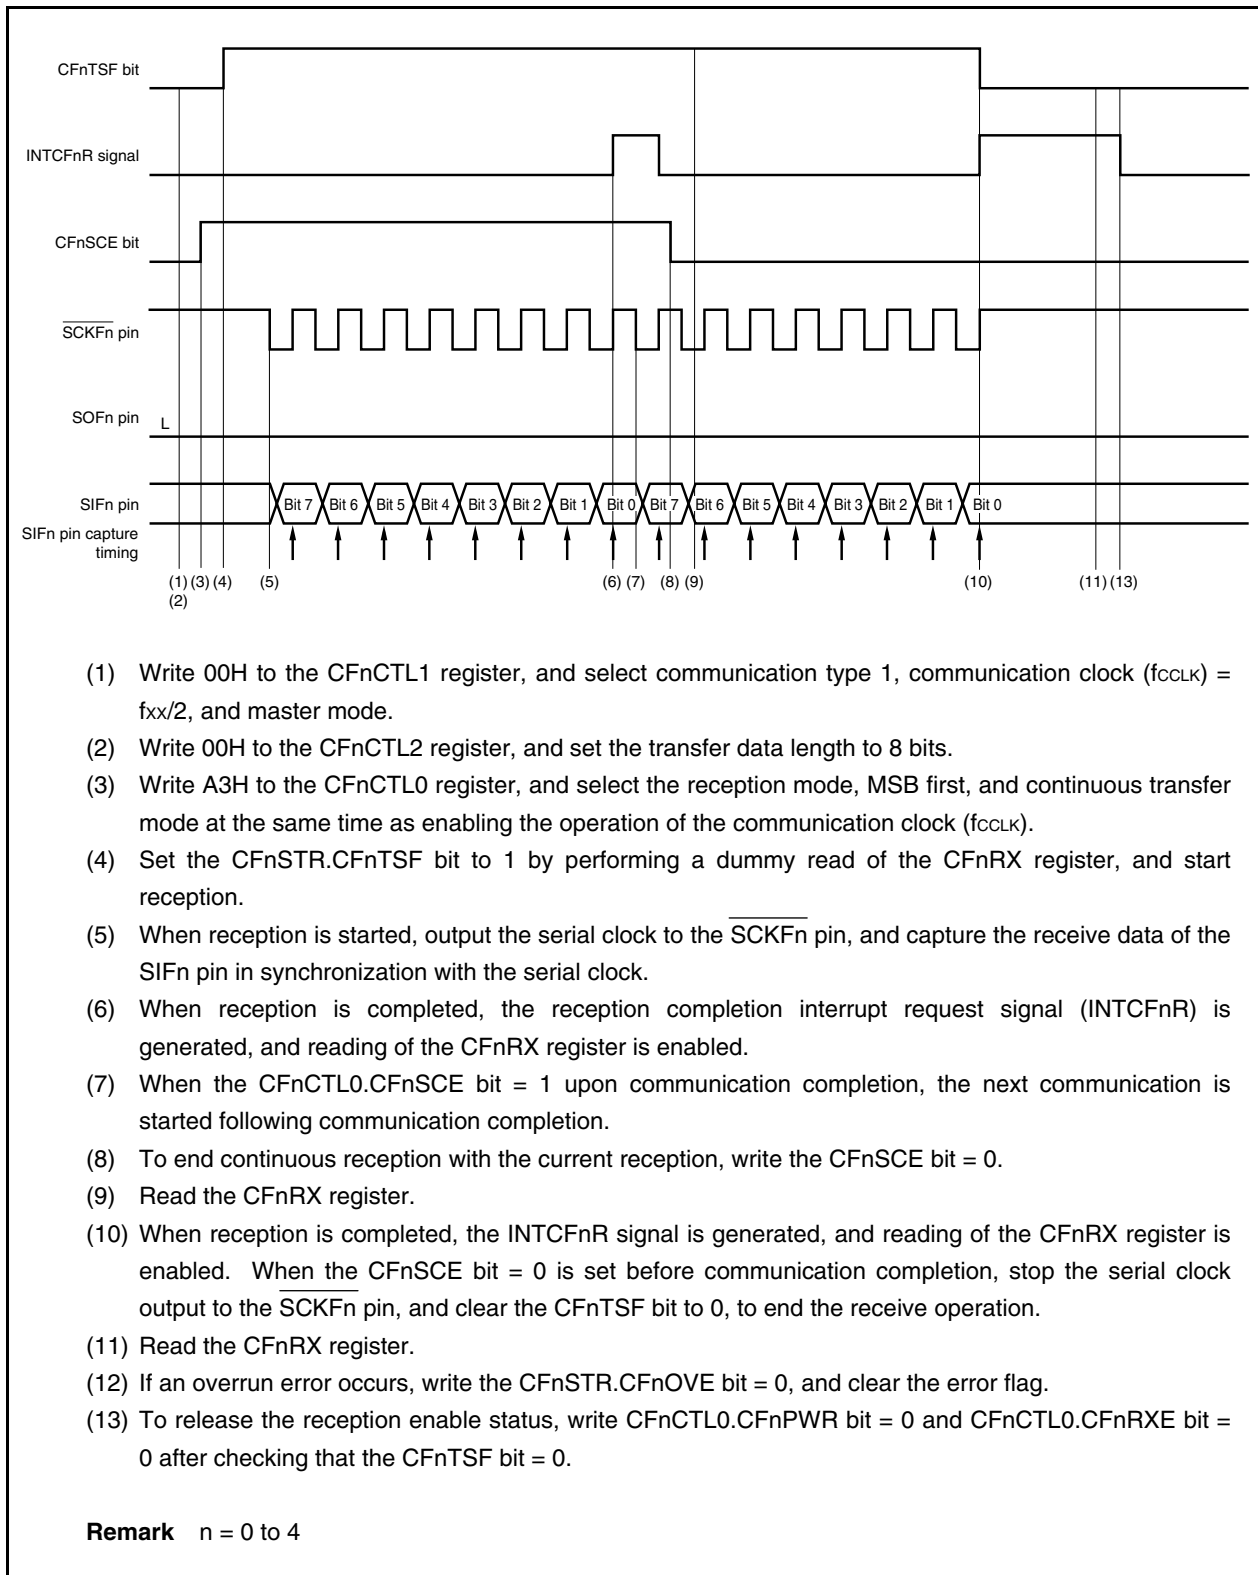 CFnTSF bit
INTCFnR signal
CFnSCE bit
SCKFn pin
SOFn pin
L
SIFn pin
Bit 7 Bit 6 Bit 5 Bit 4 Bit 3 Bit 2 Bit 1 Bit 0 Bit 7 Bit 6 Bit 5 Bit 4 Bit 3 Bit 2 Bit 1 Bit 0
SIFn pin capture
timing
(1) (3) (4) (5) (6) (7) (8) (9) (10) (11) (13)
(2)
(1) Write 00H to the CFnCTL1 register, and select communication type 1, communication clock (fCCLK) =
fXX/2, and master mode.
(2) Write 00H to the CFnCTL2 register, and set the transfer data length to 8 bits.
(3) Write A3H to the CFnCTL0 register, and select the reception mode, MSB first, and continuous transfer
mode at the same time as enabling the operation of the communication clock (fCCLK).
(4) Set the CFnSTR.CFnTSF bit to 1 by performing a dummy read of the CFnRX register, and start
reception.
(5) When reception is started, output the serial clock to the SCKFn pin, and capture the receive data of the
SIFn pin in synchronization with the serial clock.
(6) When reception is completed, the reception completion interrupt request signal (INTCFnR) is
generated, and reading of the CFnRX register is enabled.
(7) When the CFnCTL0.CFnSCE bit = 1 upon communication completion, the next communication is
started following communication completion.
(8) To end continuous reception with the current reception, write the CFnSCE bit = 0.
(9) Read the CFnRX register.
(10) When reception is completed, the INTCFnR signal is generated, and reading of the CFnRX register is
enabled. When the CFnSCE bit = 0 is set before communication completion, stop the serial clock
output to the SCKFn pin, and clear the CFnTSF bit to 0, to end the receive operation.
(11) Read the CFnRX register.
(12) If an overrun error occurs, write the CFnSTR.CFnOVE bit = 0, and clear the error flag.
(13) To release the reception enable status, write CFnCTL0.CFnPWR bit = 0 and CFnCTL0.CFnRXE bit =
0 after checking that the CFnTSF bit = 0.
Remark n = 0 to 4